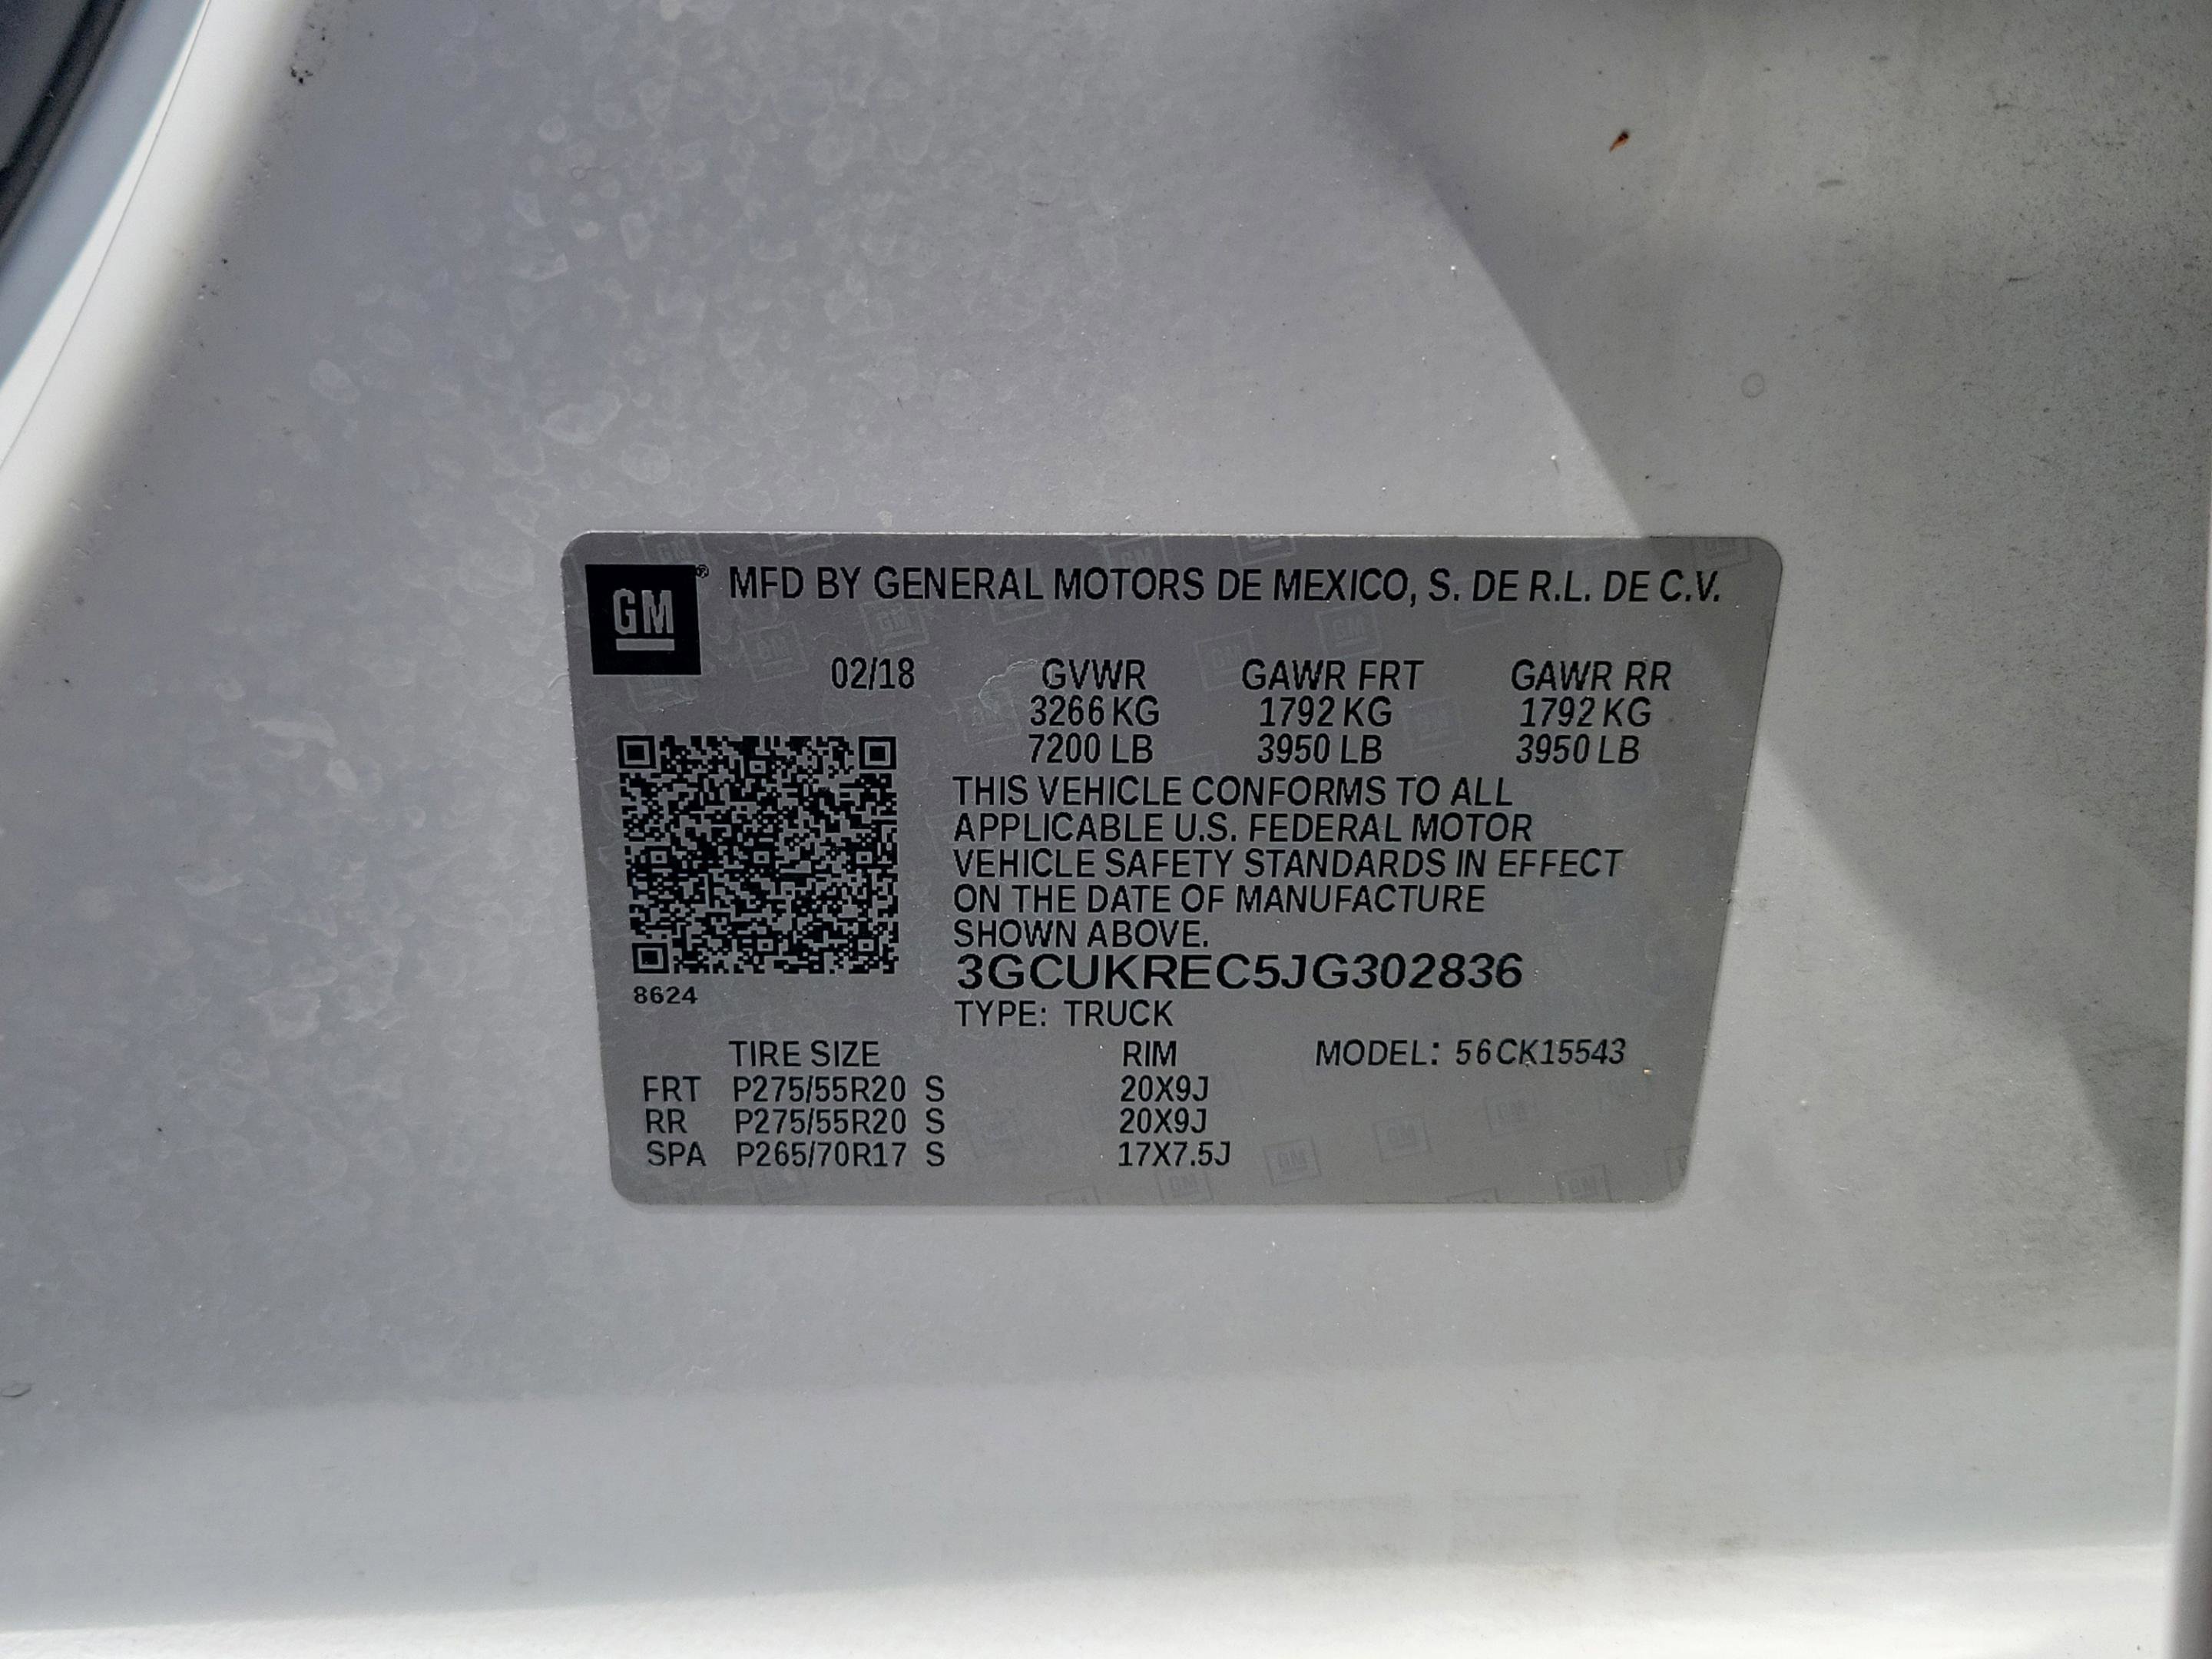 GM® MFD BY GENERAL MOTORS DE MEXICO, S. DE R.L. DE C.V.
02/18 GVWR GAWR FRT GAWR RR
3266 KG 1792 KG 1792 KG
7200 LB 3950 LB 3950 LB
THIS VEHICLE CONFORMS TO ALL
APPLICABLE U.S. FEDERAL MOTOR
VEHICLE SAFETY STANDARDS IN EFFECT
ON THE DATE OF MANUFACTURE
SHOWN ABOVE.
3GCUKREC5JG302836
8624
TYPE: TRUCK
TIRE SIZE RIM MODEL: 56CK15543
FRT P275/55R20 S 20X9J
RR P275/55R20 S 20X9J
SPA P265/70R17 S 17X7.5J